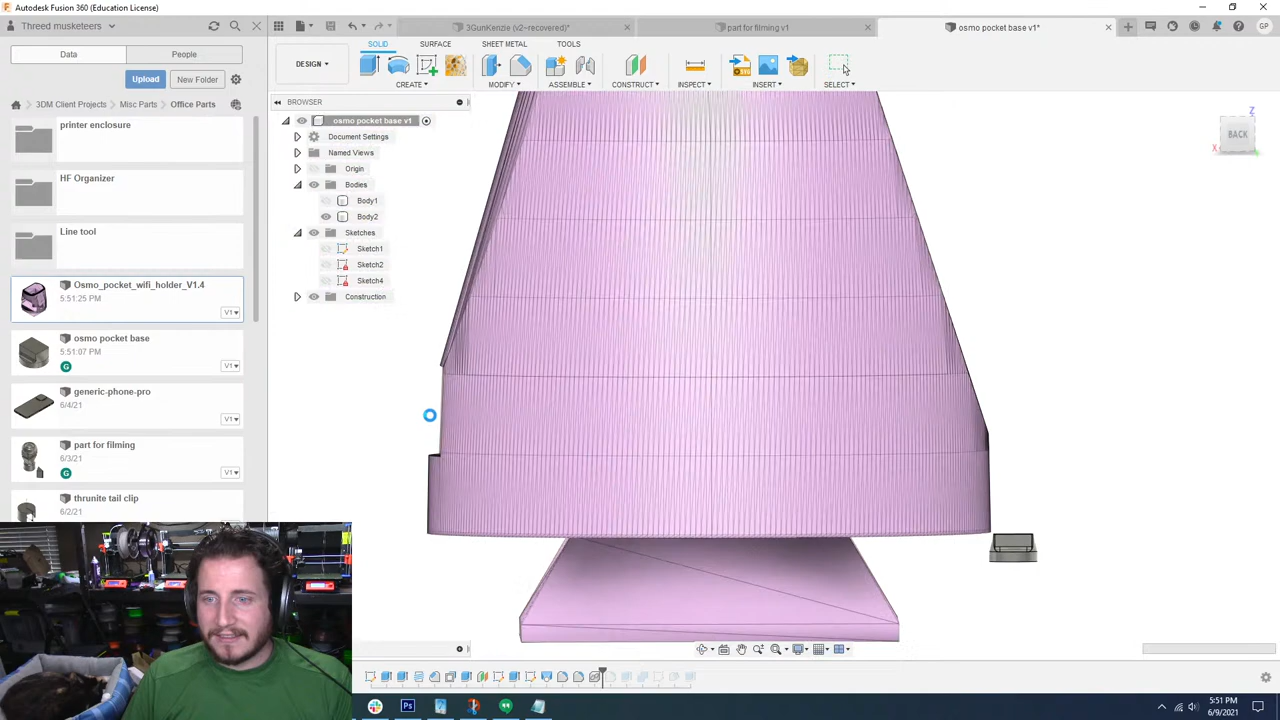 Autodesk Fusion 360 (Education License)
Threed musketeers
3GunKenzie (v2~recovered)*
part for filming v1
osmo pocket base v1*
GP
Data
People
Upload
New Folder
3DM Client Projects
Misc Parts
Office Parts
printer enclosure
HF Organizer
Line tool
Osmo_pocket_wifi_holder_V1.4
5:51:25 PM
V1
osmo pocket base
5:51:07 PM
G
V1
generic-phone-pro
6/4/21
V1
part for filming
6/3/21
G
V1
thrunite tail clip
6/2/21
DESIGN
SOLID
SURFACE
SHEET METAL
TOOLS
CREATE
MODIFY
ASSEMBLE
CONSTRUCT
INSPECT
INSERT
SELECT
BROWSER
osmo pocket base v1
Document Settings
Named Views
Origin
Bodies
Body1
Body2
Sketches
Sketch1
Sketch2
Sketch4
Construction
Z
BACK
X
Ps
5:51 PM
6/9/2021